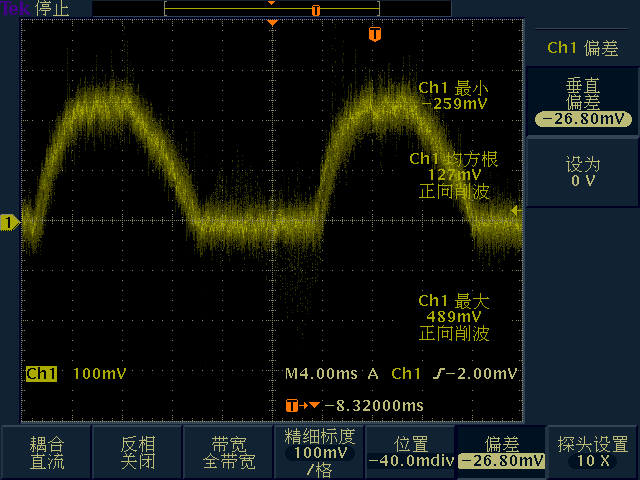 Tek 停止
T
T
Ch1 偏差
垂直
偏差
-26.80mV
设为
0 V
Ch1 最小
-259mV
Ch1 均方根
127mV
正向削波
1
Ch1 最大
489mV
正向削波
Ch1 100mV M4.00ms A Ch1 -2.00mV
T -8.32000ms
耦合
直流
反相
关闭
带宽
全带宽
精细标度
100mV
/格
位置
-40.0mdiv
偏差
-26.80mV
探头设置
10 X